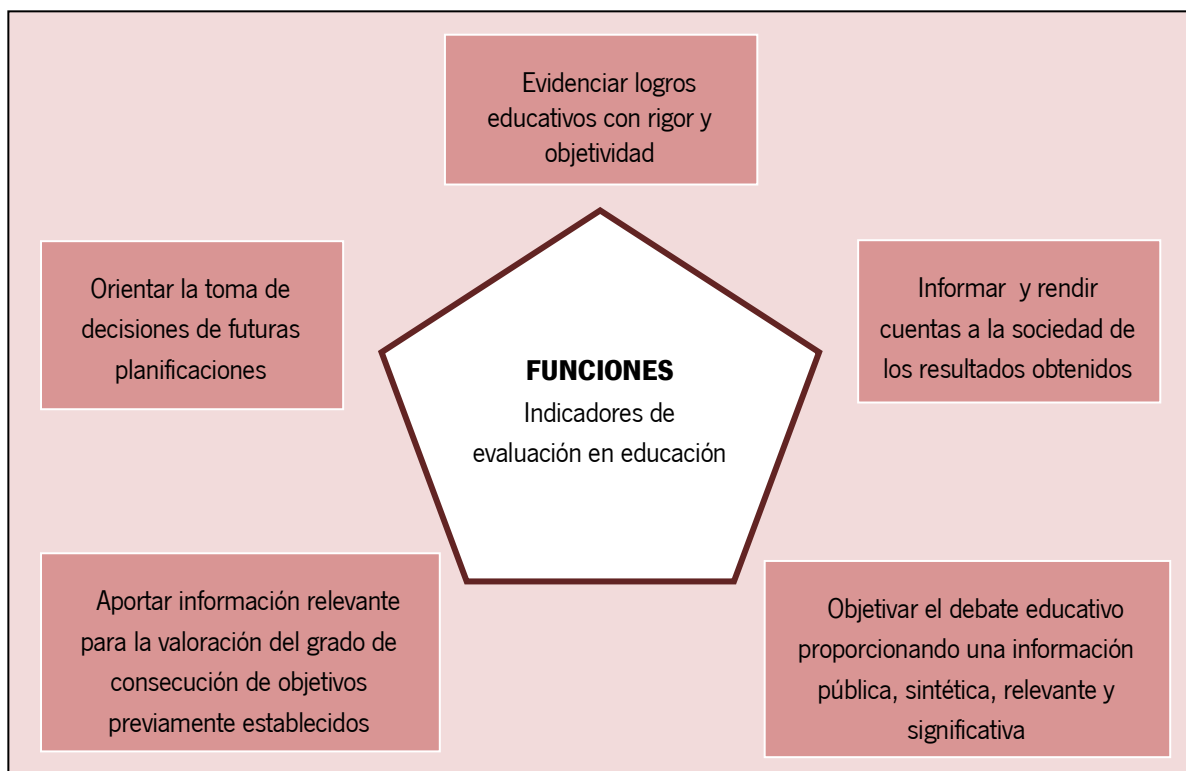 Evidenciar logros
educativos con rigor y
objetividad
Orientar la toma de
decisiones de futuras
planificaciones
Informar y rendir
cuentas a la sociedad de
los resultados obtenidos
FUNCIONES
Indicadores de
evaluación en educación
Aportar información relevante
para la valoración del grado de
consecución de objetivos
previamente establecidos
Objetivar el debate educativo
proporcionando una información
pública, sintética, relevante y
significativa